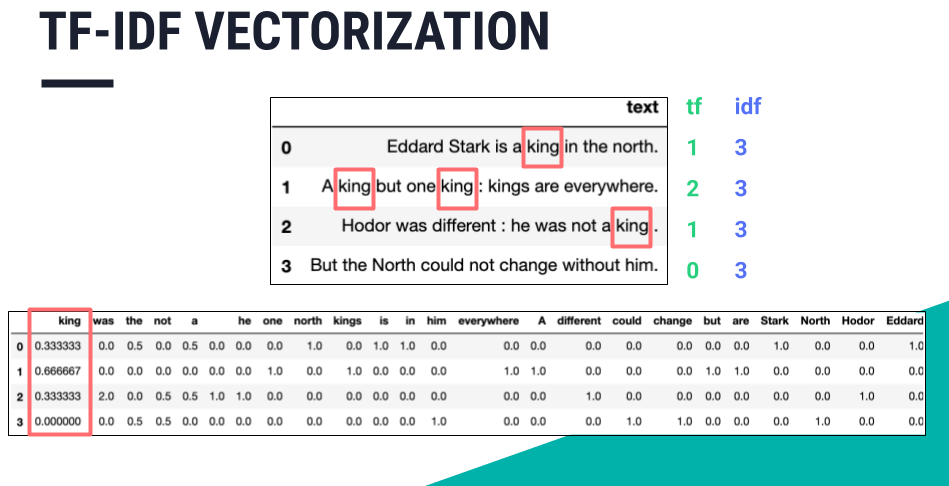 TF-IDF VECTORIZATION
text tf idf
0 Eddard Stark is a king in the north. 1 3
1 A king but one king : kings are everywhere. 2 3
2 Hodor was different : he was not a king . 1 3
3 But the North could not change without him. 0 3
king was the not a he one north kings is in him everywhere A different could change but are Stark North Hodor Eddard
0 0.333333 0.0 0.5 0.0 0.5 0.0 0.0 0.0 1.0 0.0 1.0 1.0 0.0 0.0 0.0 0.0 0.0 0.0 0.0 0.0 1.0 0.0 0.0 1.0
1 0.666667 0.0 0.0 0.0 0.0 0.0 0.0 1.0 0.0 1.0 0.0 0.0 0.0 1.0 1.0 0.0 0.0 0.0 1.0 1.0 0.0 0.0 0.0 0.0
2 0.333333 2.0 0.0 0.5 0.5 1.0 1.0 0.0 0.0 0.0 0.0 0.0 0.0 0.0 0.0 1.0 0.0 0.0 0.0 0.0 0.0 0.0 1.0 0.0
3 0.000000 0.0 0.5 0.5 0.0 0.0 0.0 0.0 0.0 0.0 0.0 0.0 1.0 0.0 0.0 0.0 1.0 1.0 0.0 0.0 0.0 1.0 0.0 0.0